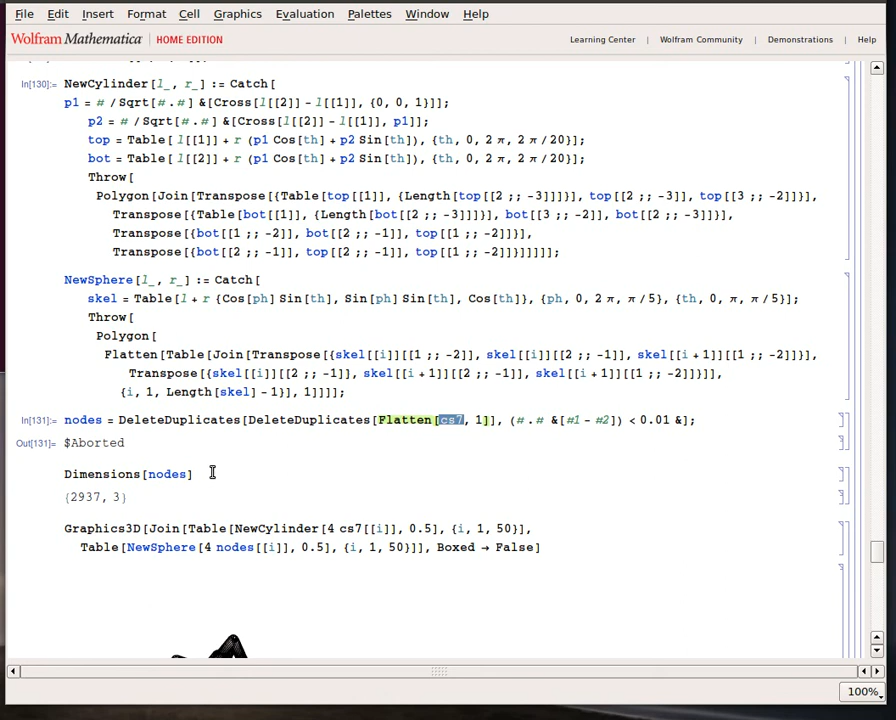 File Edit Insert Format Cell Graphics Evaluation Palettes Window Help
Wolfram Mathematica | HOME EDITION Learning Center | Wolfram Community | Demonstrations | Help
In[130]:= NewCylinder[l_, r_] := Catch[
p1 = # / Sqrt[#.#] &[Cross[l[[2]] - l[[1]], {0, 0, 1}]];
p2 = # / Sqrt[#.#] &[Cross[l[[2]] - l[[1]], p1]];
top = Table[ l[[1]] + r (p1 Cos[th] + p2 Sin[th]), {th, 0, 2 π, 2 π / 20}];
bot = Table[ l[[2]] + r (p1 Cos[th] + p2 Sin[th]), {th, 0, 2 π, 2 π / 20}];
Throw[
Polygon[Join[Transpose[{Table[top[[1]], {Length[top[[2 ;; -3]]]}], top[[2 ;; -3]], top[[3 ;; -2]]}],
Transpose[{Table[bot[[1]], {Length[bot[[2 ;; -3]]]}], bot[[3 ;; -2]], bot[[2 ;; -3]]}],
Transpose[{bot[[1 ;; -2]], bot[[2 ;; -1]], top[[1 ;; -2]]}],
Transpose[{bot[[2 ;; -1]], top[[2 ;; -1]], top[[1 ;; -2]]}]]]]];
NewSphere[l_, r_] := Catch[
skel = Table[l + r {Cos[ph] Sin[th], Sin[ph] Sin[th], Cos[th]}, {ph, 0, 2 π, π / 5}, {th, 0, π, π / 5}];
Throw[
Polygon[
Flatten[Table[Join[Transpose[{skel[[i]][[1 ;; -2]], skel[[i]][[2 ;; -1]], skel[[i + 1]][[1 ;; -2]]}],
Transpose[{skel[[i]][[2 ;; -1]], skel[[i + 1]][[2 ;; -1]], skel[[i + 1]][[1 ;; -2]]}]],
{i, 1, Length[skel] - 1}], 1]]]];
In[131]:= nodes = DeleteDuplicates[DeleteDuplicates[Flatten[cs7, 1]], (#.# &[#1 - #2]) < 0.01 &];
Out[131]= $Aborted
Dimensions[nodes]
{2937, 3}
Graphics3D[Join[Table[NewCylinder[4 cs7[[i]], 0.5], {i, 1, 50}],
Table[NewSphere[4 nodes[[i]], 0.5], {i, 1, 50}]], Boxed → False]
100%